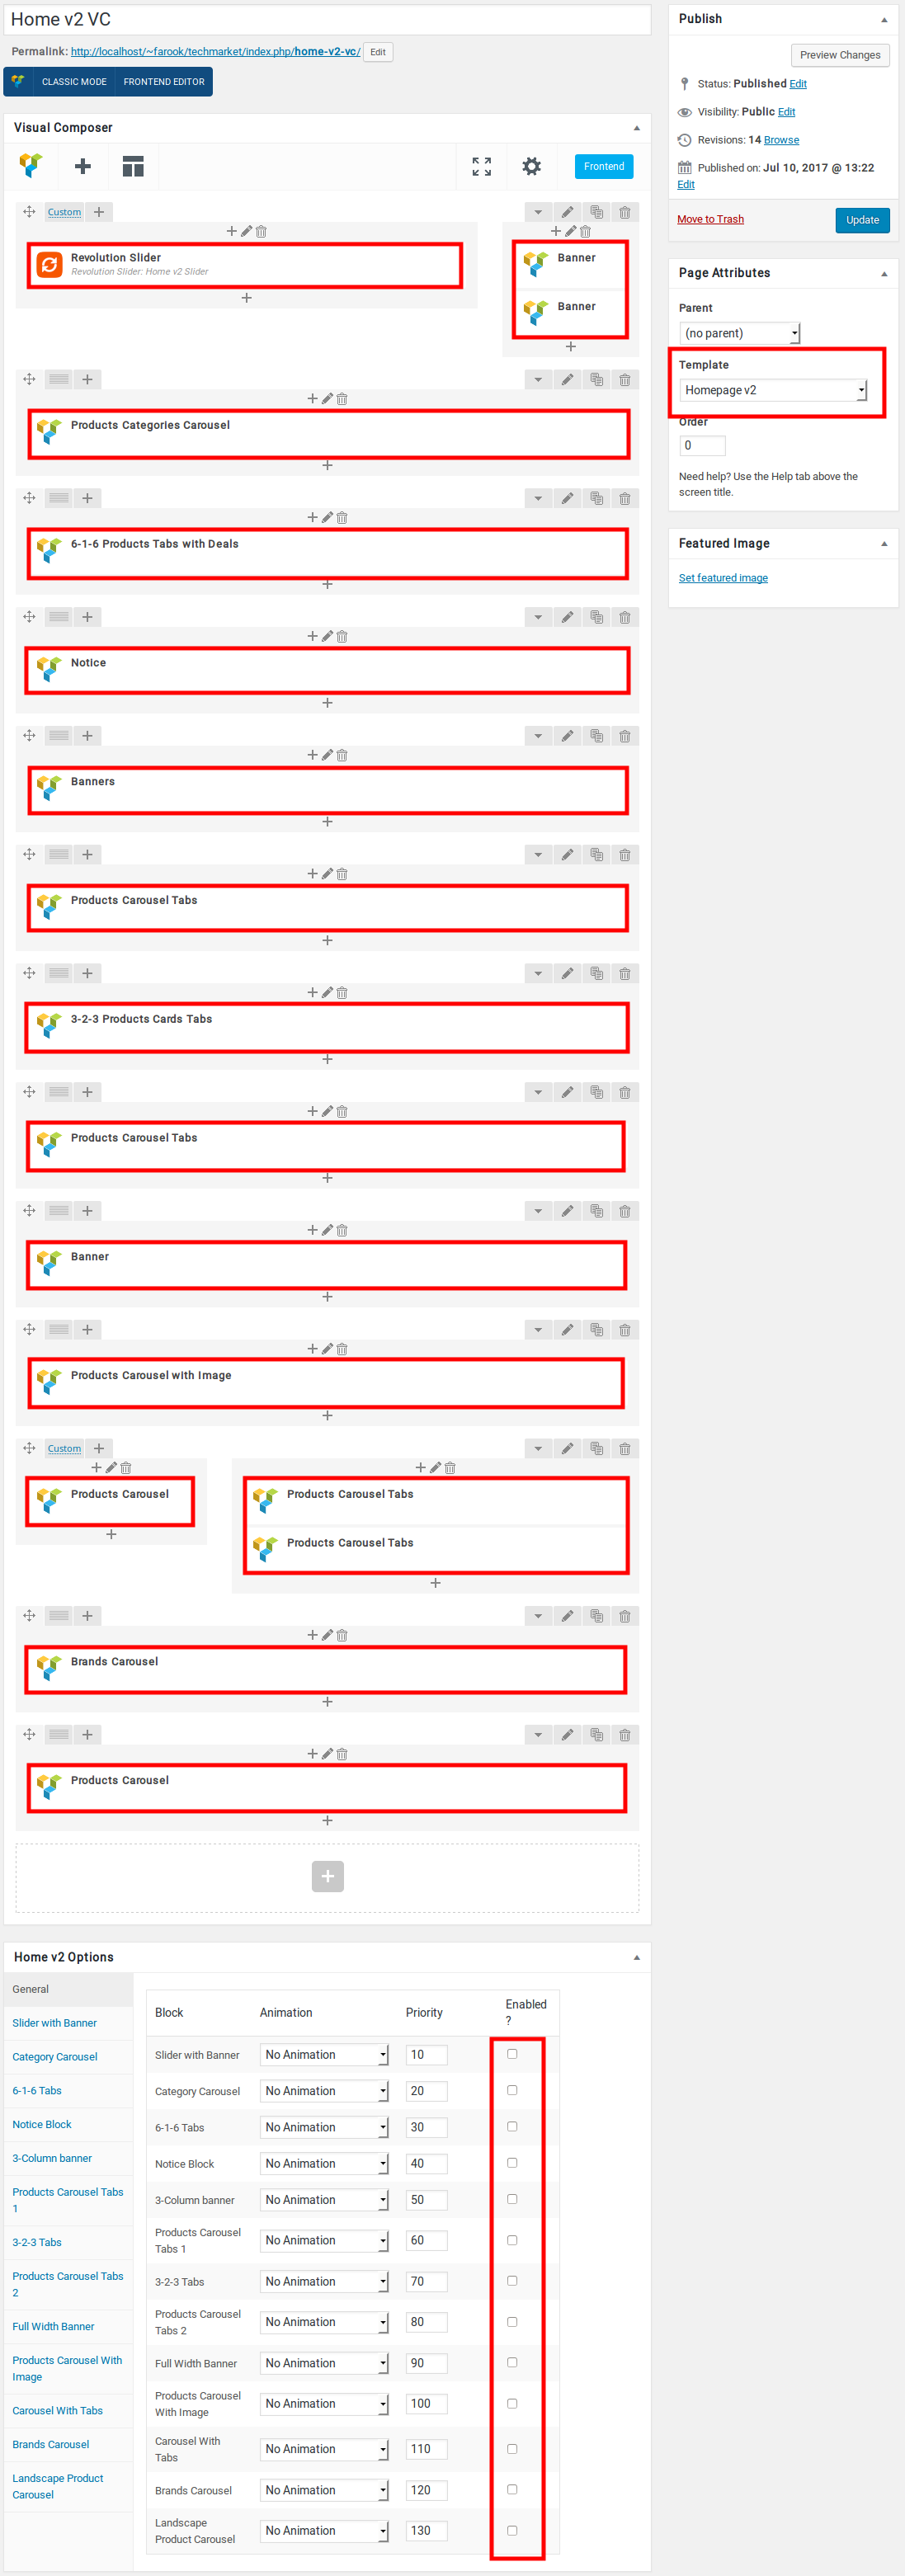 Home v2 VC
Permalink: http://localhost/~farook/techmarket/index.php/home-v2-vc/ Edit
CLASSIC MODE FRONTEND EDITOR
Visual Composer
Frontend
Custom
Revolution Slider
Revolution Slider: Home v2 Slider
Banner
Banner
Products Categories Carousel
6-1-6 Products Tabs with Deals
Notice
Banners
Products Carousel Tabs
3-2-3 Products Cards Tabs
Products Carousel Tabs
Banner
Products Carousel with Image
Custom
Products Carousel
Products Carousel Tabs
Products Carousel Tabs
Brands Carousel
Products Carousel
Home v2 Options
General
Slider with Banner
Category Carousel
6-1-6 Tabs
Notice Block
3-Column banner
Products Carousel Tabs
1
3-2-3 Tabs
Products Carousel Tabs
2
Full Width Banner
Products Carousel With
Image
Carousel With Tabs
Brands Carousel
Landscape Product
Carousel
Block Animation Priority Enabled
?
Slider with Banner No Animation 10
Category Carousel No Animation 20
6-1-6 Tabs No Animation 30
Notice Block No Animation 40
3-Column banner No Animation 50
Products Carousel
Tabs 1 No Animation 60
3-2-3 Tabs No Animation 70
Products Carousel
Tabs 2 No Animation 80
Full Width Banner No Animation 90
Products Carousel
With Image No Animation 100
Carousel With
Tabs No Animation 110
Brands Carousel No Animation 120
Landscape
Product Carousel No Animation 130
Publish
Preview Changes
Status: Published Edit
Visibility: Public Edit
Revisions: 14 Browse
Published on: Jul 10, 2017 @ 13:22
Edit
Move to Trash Update
Page Attributes
Parent
(no parent)
Template
Homepage v2
Order
0
Need help? Use the Help tab above the
screen title.
Featured Image
Set featured image